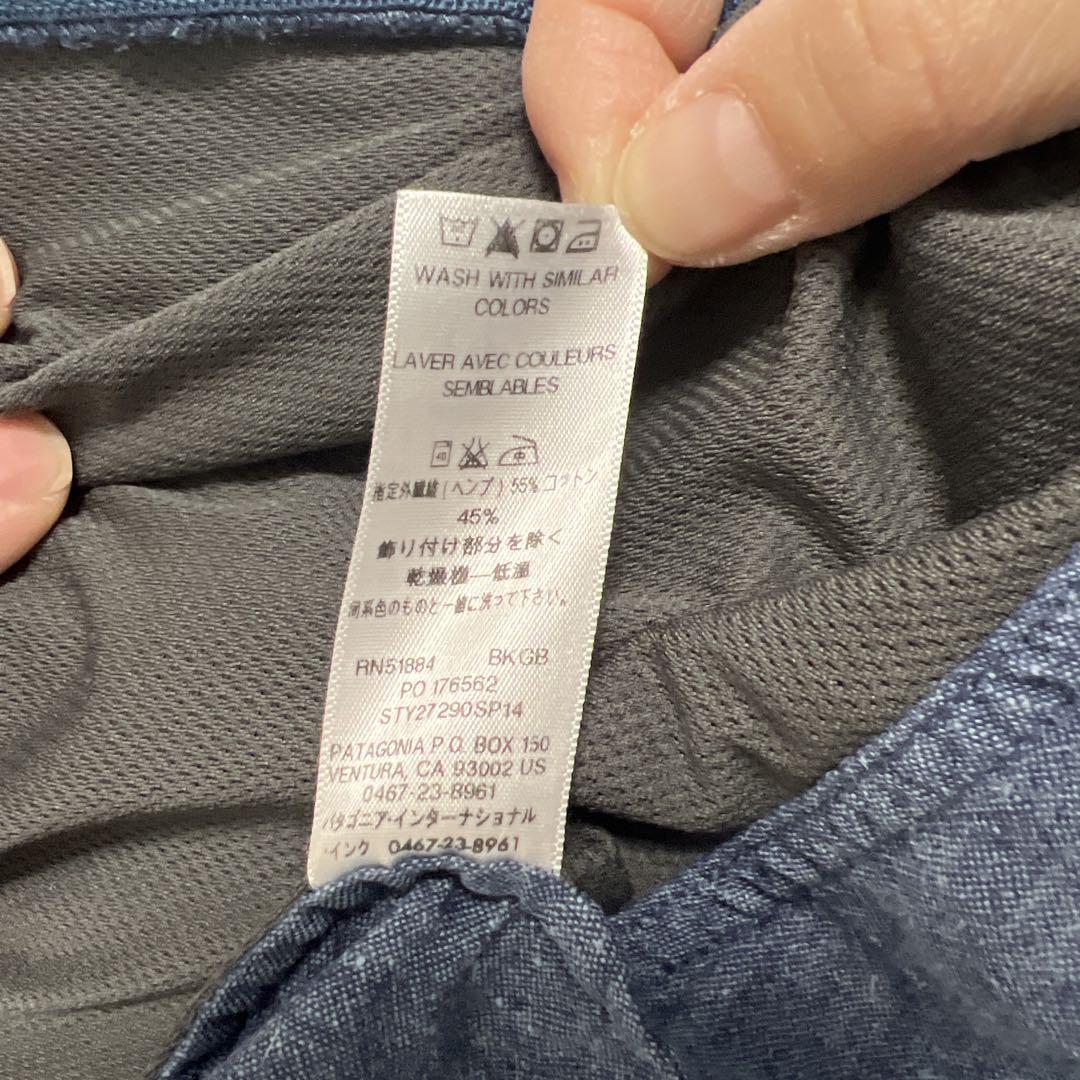 WASH WITH SIMILAR
COLORS
LAVER AVEC COULEURS
SEMBLABLES
40 中
指定外繊維(ヘンプ)55%コットン
45%
飾り付け部分を除く
乾燥機—低温
同系色のものと一緒に洗って下さい。
RN51884 BKGB
PO 176562
STY27290SP14
PATAGONIA P.O. BOX 150
VENTURA, CA 93002 US
0467-23-8961
パタゴニア・インターナショナル
・インク 0467-23-8961